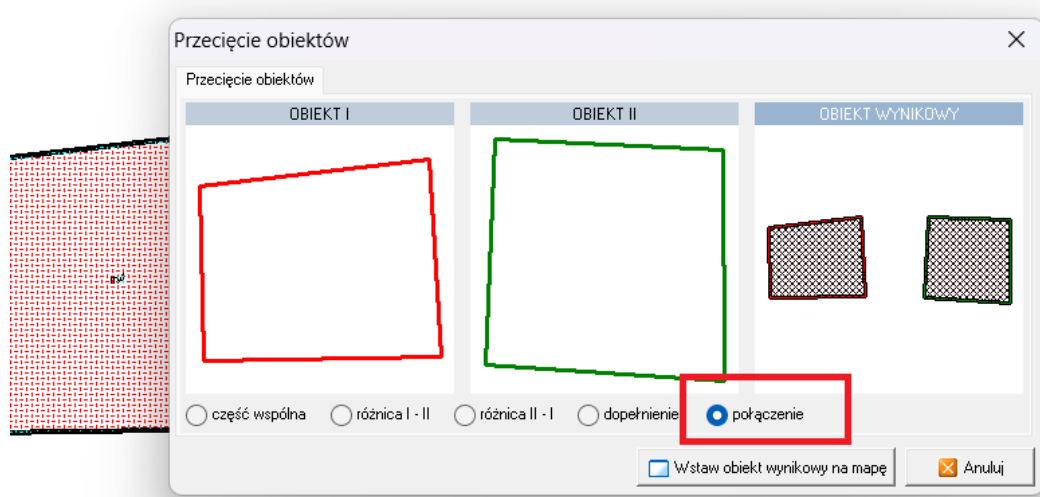 Przecięcie obiektów
Przecięcie obiektów
OBIEKT I
OBIEKT II
OBIEKT WYNIKOWY
część wspólna
różnica I - II
różnica II - I
dopełnienie
połączenie
Wstaw obiekt wynikowy na mapę
Anuluj